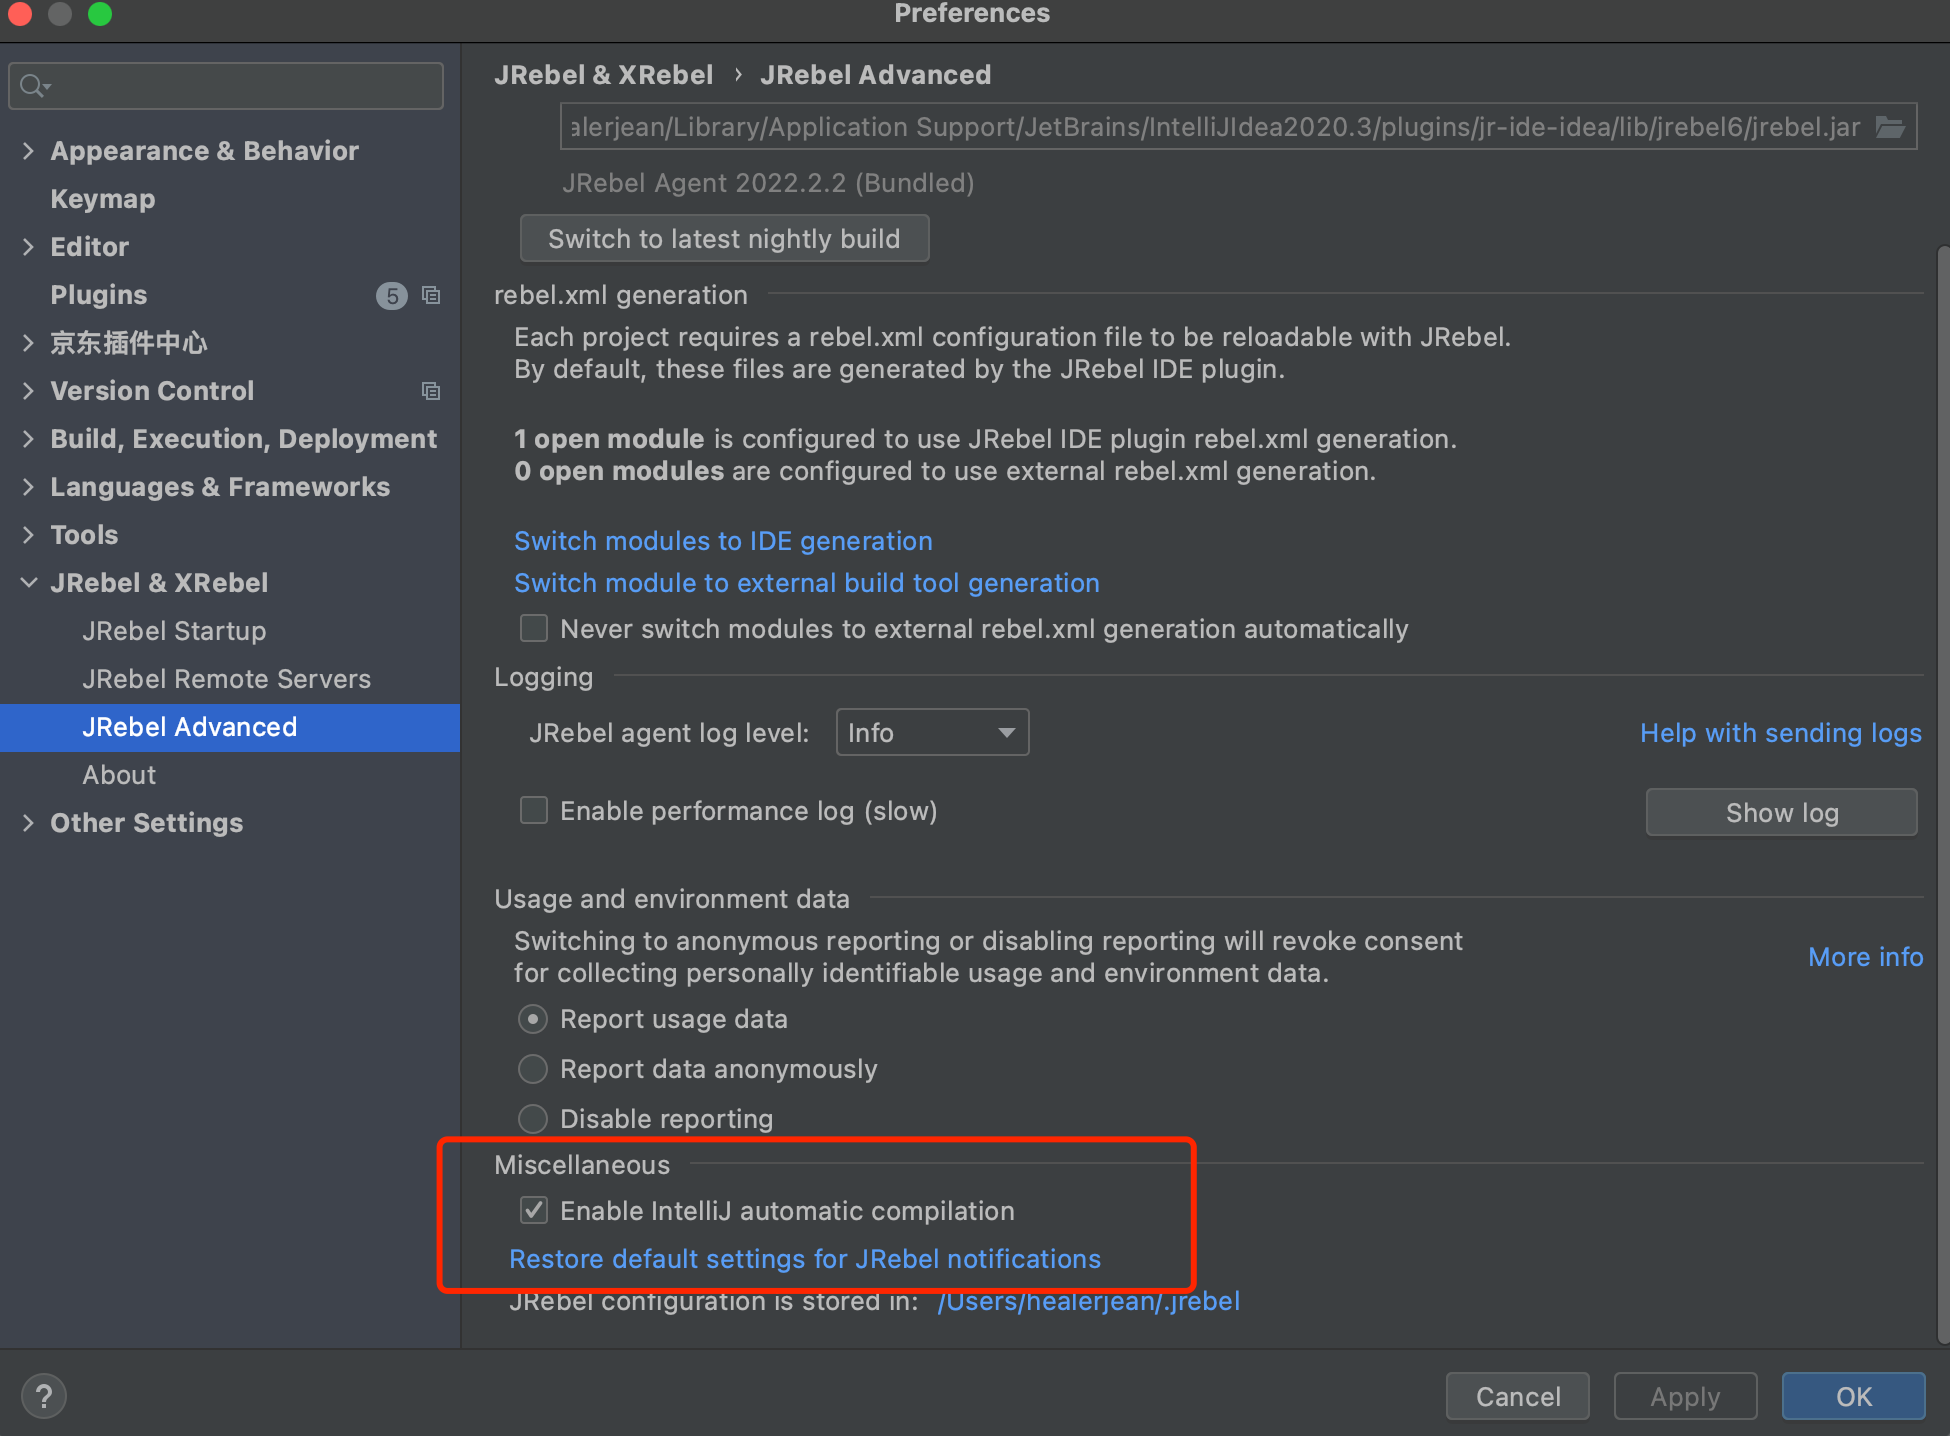 Preferences
Appearance & Behavior
Keymap
Editor
Plugins 5
京东插件中心
Version Control
Build, Execution, Deployment
Languages & Frameworks
Tools
JRebel & XRebel
JRebel Startup
JRebel Remote Servers
JRebel Advanced
About
Other Settings
JRebel & XRebel › JRebel Advanced
alerjean/Library/Application Support/JetBrains/IntelliJIdea2020.3/plugins/jr-ide-idea/lib/jrebel6/jrebel.jar
JRebel Agent 2022.2.2 (Bundled)
Switch to latest nightly build
rebel.xml generation
Each project requires a rebel.xml configuration file to be reloadable with JRebel.
By default, these files are generated by the JRebel IDE plugin.
1 open module is configured to use JRebel IDE plugin rebel.xml generation.
0 open modules are configured to use external rebel.xml generation.
Switch modules to IDE generation
Switch module to external build tool generation
Never switch modules to external rebel.xml generation automatically
Logging
JRebel agent log level: Info Help with sending logs
Enable performance log (slow) Show log
Usage and environment data
Switching to anonymous reporting or disabling reporting will revoke consent
for collecting personally identifiable usage and environment data.
More info
Report usage data
Report data anonymously
Disable reporting
Miscellaneous
Enable IntelliJ automatic compilation
Restore default settings for JRebel notifications
JRebel configuration is stored in: /Users/healerjean/.jrebel
? Cancel Apply OK